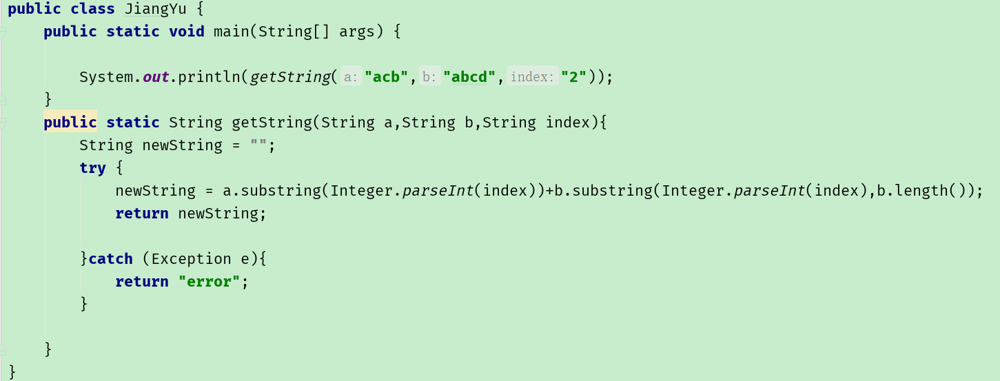 public class JiangYu {
public static void main(String[] args) {
System.out.println(getString( a: "acb", b: "abcd", index: "2"));
}
public static String getString(String a,String b,String index){
String newString = "";
try {
newString = a.substring(Integer.parseInt(index))+b.substring(Integer.parseInt(index),b.length());
return newString;
}catch (Exception e){
return "error";
}
}
}